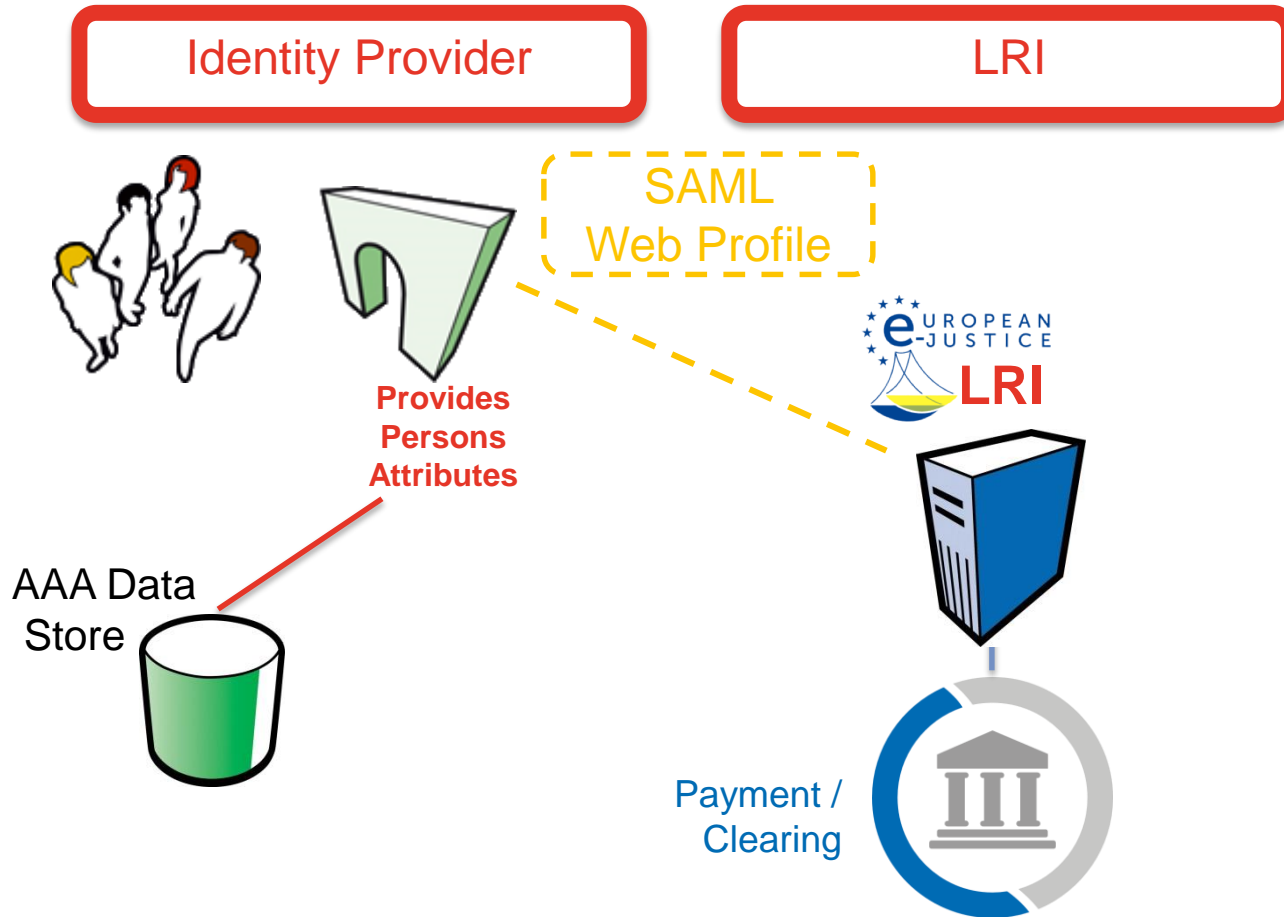 Identity Provider
LRI
SAML
Web Profile
eUROPEAN
e-JUSTICE
LRI
Provides
Persons
Attributes
AAA Data
Store
Payment /
Clearing